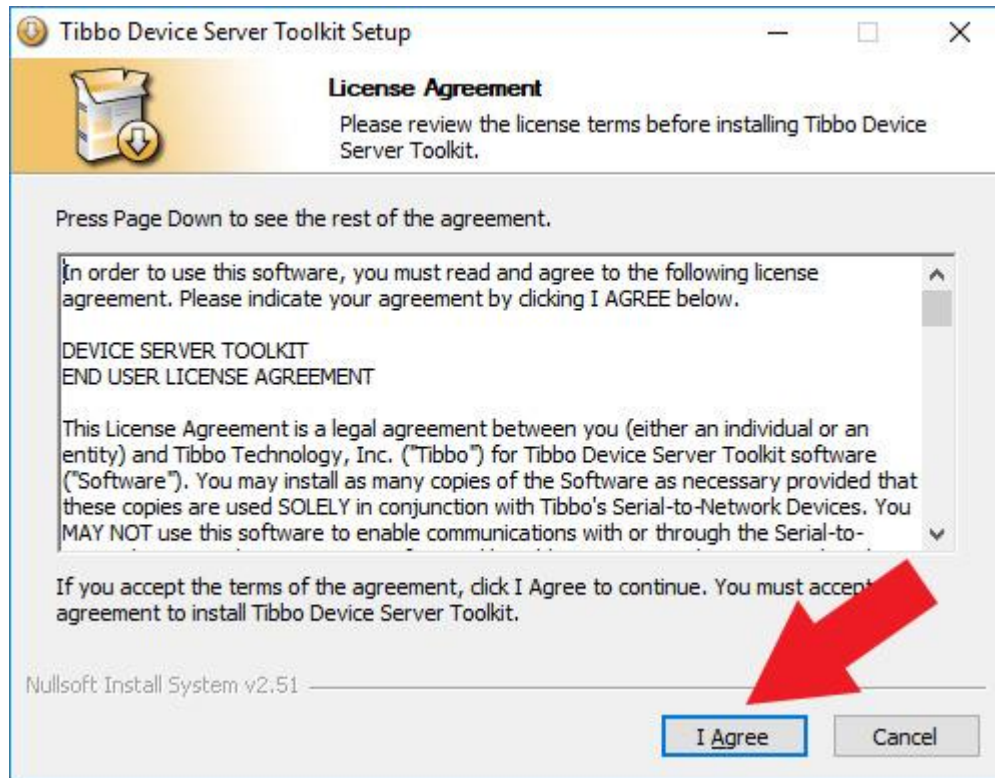 Tibbo Device Server Toolkit Setup
License Agreement
Please review the license terms before installing Tibbo Device
Server Toolkit.
Press Page Down to see the rest of the agreement.
In order to use this software, you must read and agree to the following license
agreement. Please indicate your agreement by clicking I AGREE below.
DEVICE SERVER TOOLKIT
END USER LICENSE AGREEMENT
This License Agreement is a legal agreement between you (either an individual or an
entity) and Tibbo Technology, Inc. ("Tibbo") for Tibbo Device Server Toolkit software
("Software"). You may install as many copies of the Software as necessary provided that
these copies are used SOLELY in conjunction with Tibbo's Serial-to-Network Devices. You
MAY NOT use this software to enable communications with or through the Serial-to-
If you accept the terms of the agreement, click I Agree to continue. You must accept
agreement to install Tibbo Device Server Toolkit.
Nullsoft Install System v2.51
I Agree
Cancel